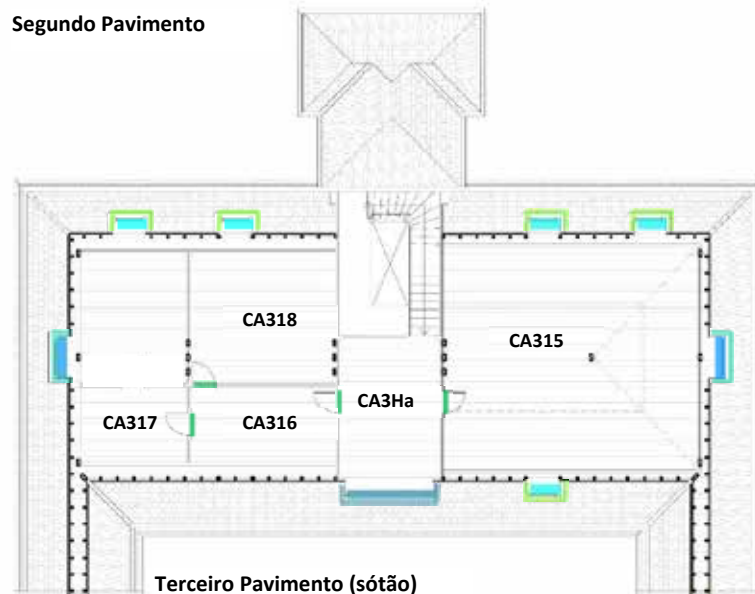 Segundo Pavimento
CA318
CA315
CA3Ha
CA317
CA316
Terceiro Pavimento (sótão)